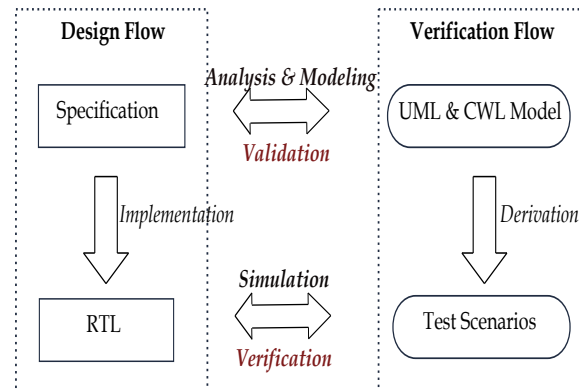 Design Flow
Verification Flow
Analysis & Modeling
Specification
UML & CWL Model
Validation
Implementation
Derivation
Simulation
RTL
Test Scenarios
Verification